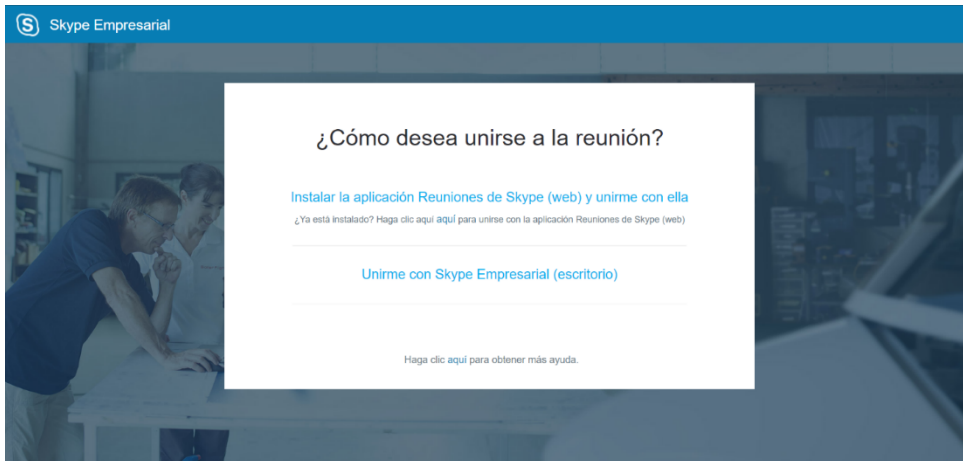 Skype Empresarial
¿Cómo desea unirse a la reunión?
Instalar la aplicación Reuniones de Skype (web) y unirme con ella
¿Ya está instalado? Haga clic aquí aquí para unirse con la aplicación Reuniones de Skype (web)
Unirme con Skype Empresarial (escritorio)
Haga clic aquí para obtener más ayuda.